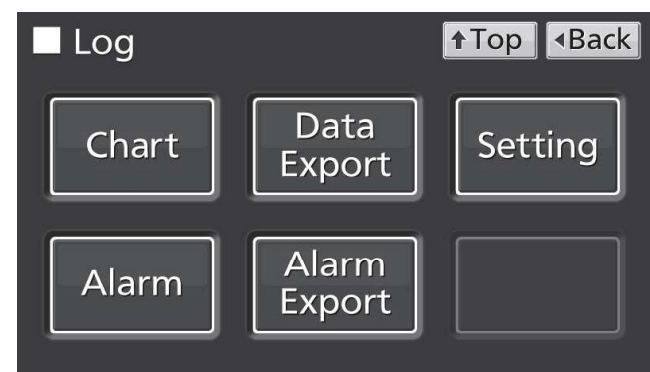 Log
Top
Back
Chart
Data
Export
Setting
Alarm
Alarm
Export